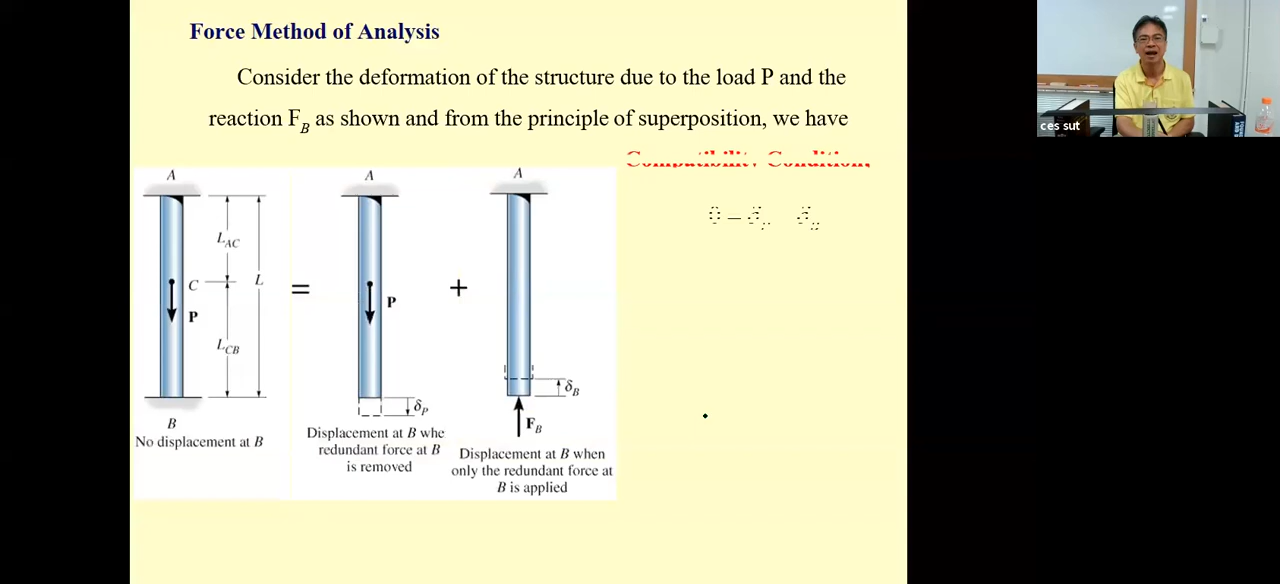 Force Method of Analysis
Consider the deformation of the structure due to the load P and the
reaction F_B as shown and from the principle of superposition, we have
A
L_AC
C
L
P
L_CB
B
No displacement at B
=
A
P
δ_P
Displacement at B whe
redundant force at B
is removed
+
A
δ_B
F_B
Displacement at B when
only the redundant force at
B is applied
ces sut